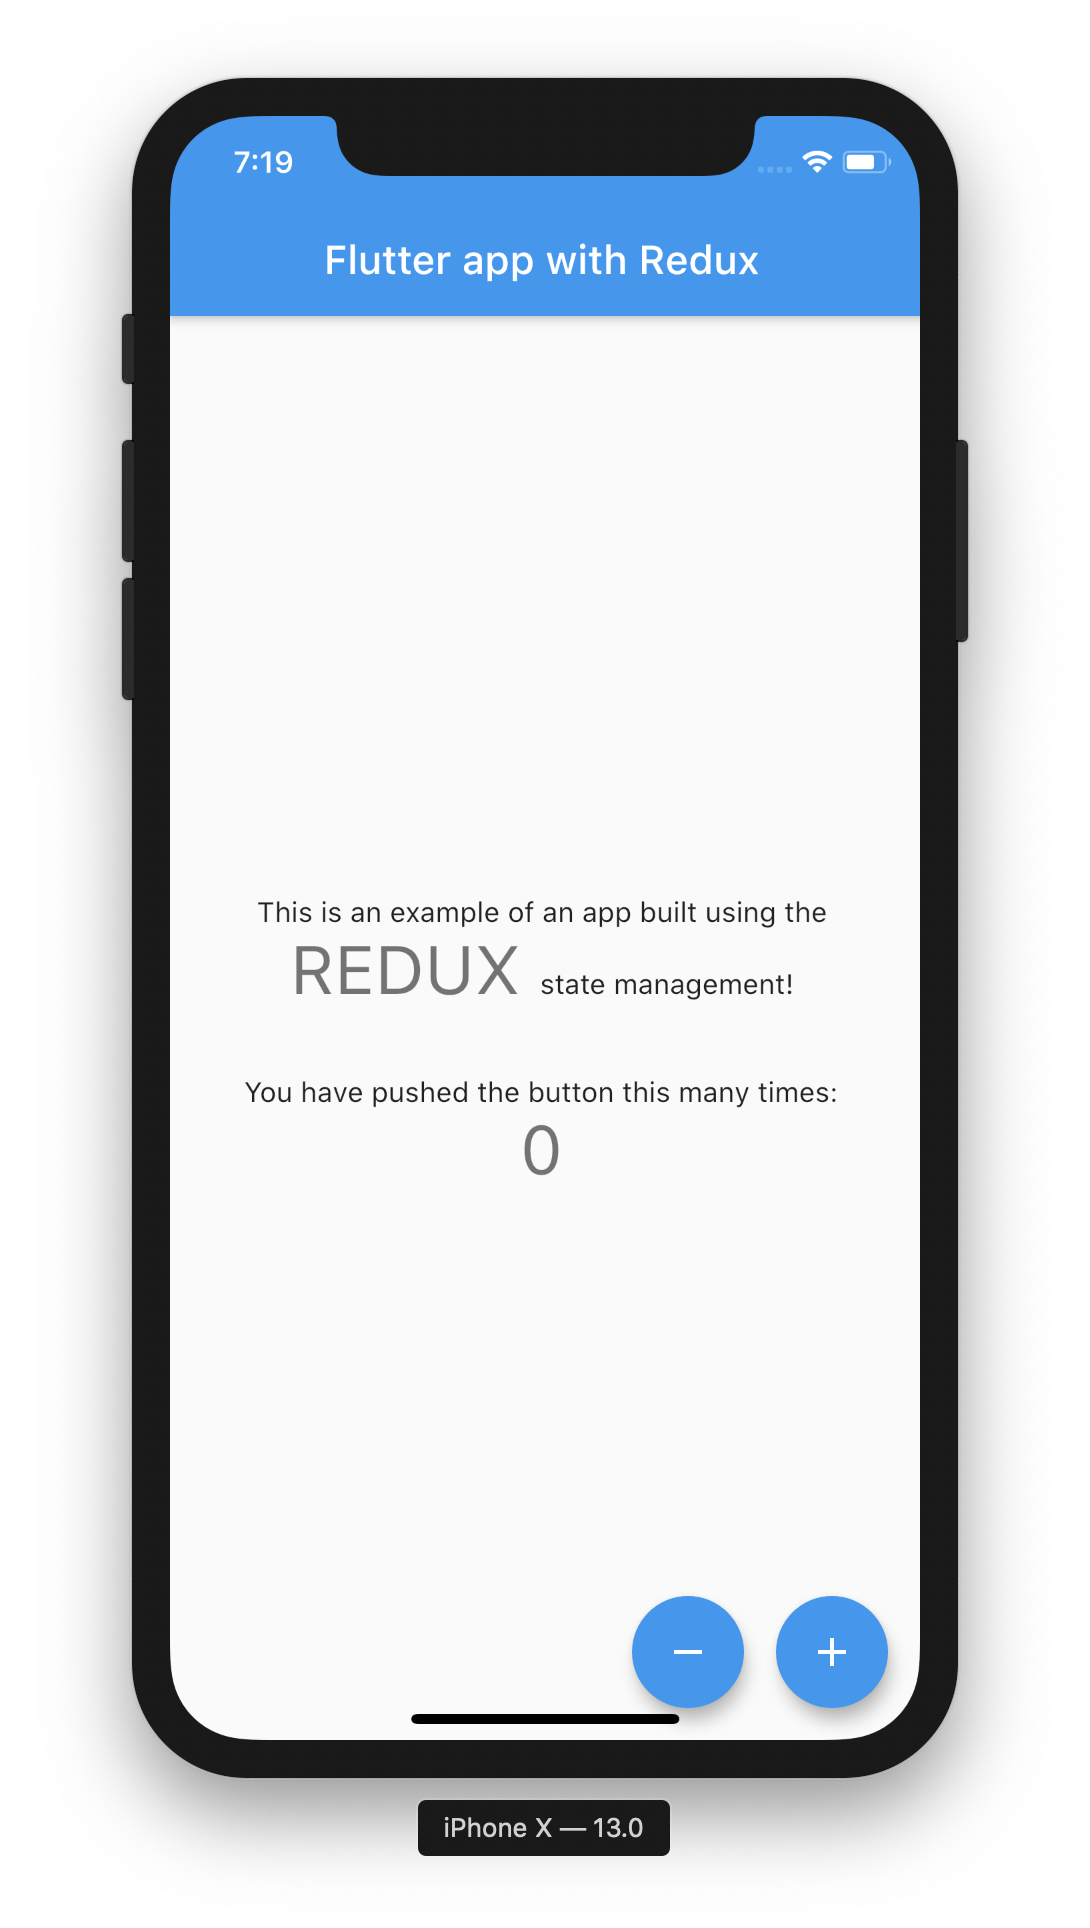 7:19
Flutter app with Redux
This is an example of an app built using the
REDUX state management!
You have pushed the button this many times:
0
iPhone X — 13.0